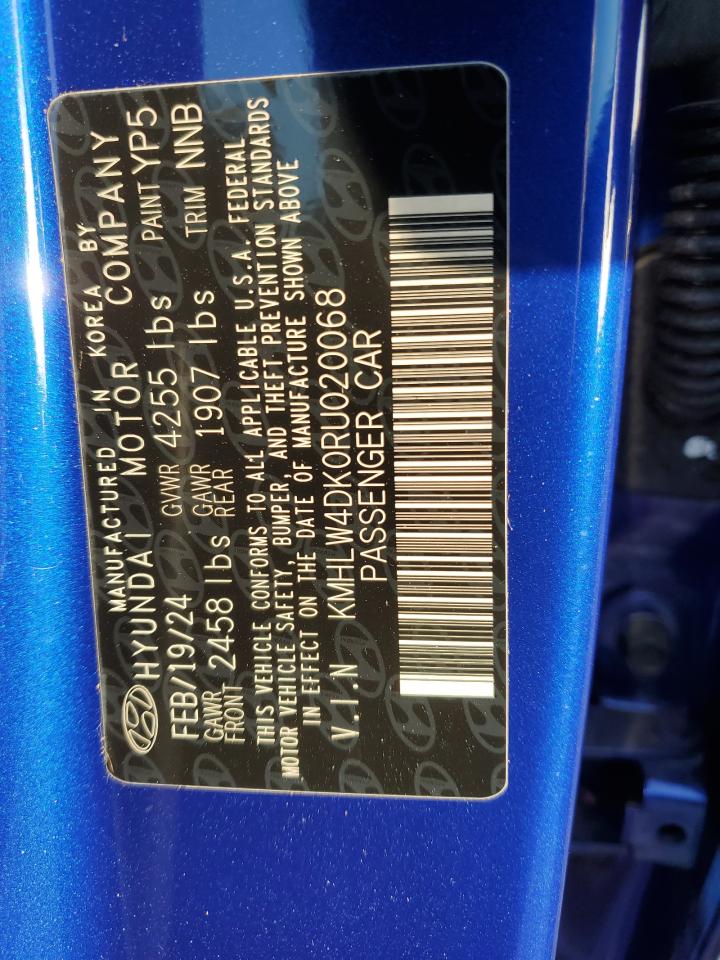 MANUFACTURED IN KOREA BY
HYUNDAI MOTOR COMPANY
FEB/19/24 GVWR 4255 lbs PAINT YP5
GAWR FRONT 2458 lbs GAWR REAR 1907 lbs TRIM NNB
THIS VEHICLE CONFORMS TO ALL APPLICABLE U.S.A. FEDERAL
MOTOR VEHICLE SAFETY, BUMPER, AND THEFT PREVENTION STANDARDS
IN EFFECT ON THE DATE OF MANUFACTURE SHOWN ABOVE
V.I.N KMHLW4DK0RU020068
PASSENGER CAR